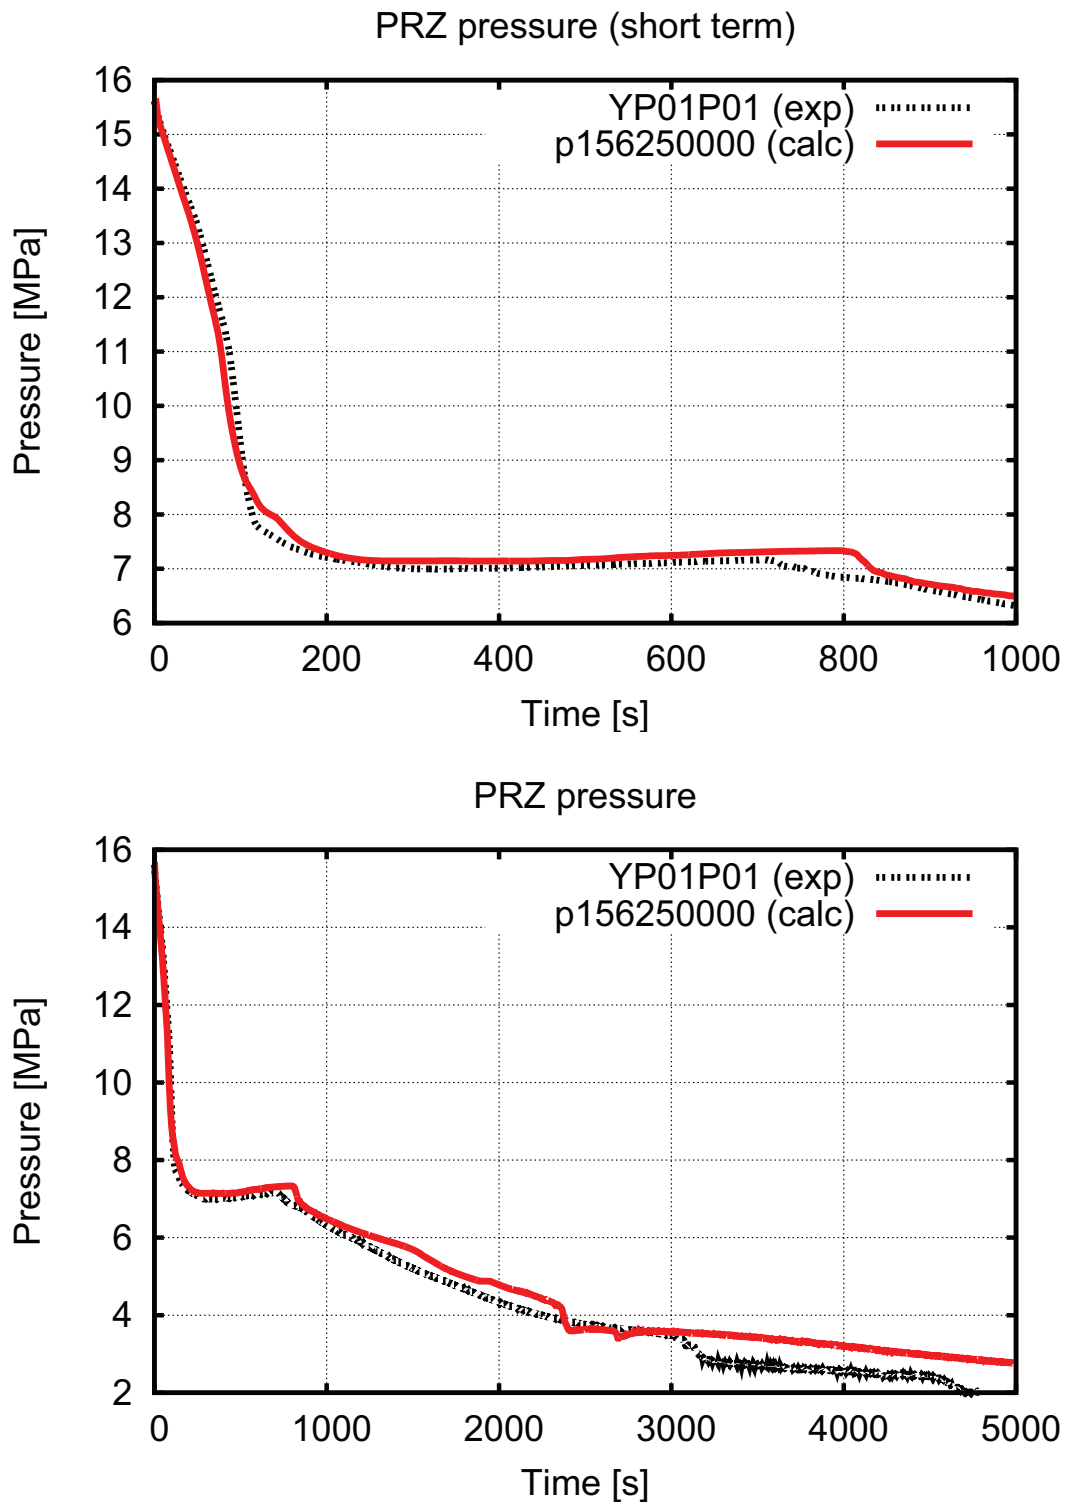 PRZ pressure (short term)
16
15
14
13
12
11
10
9
8
7
6
Pressure [MPa]
YP01P01 (exp)
p156250000 (calc)
0 200 400 600 800 1000
Time [s]
PRZ pressure
16
14
12
10
8
6
4
2
Pressure [MPa]
YP01P01 (exp)
p156250000 (calc)
0 1000 2000 3000 4000 5000
Time [s]